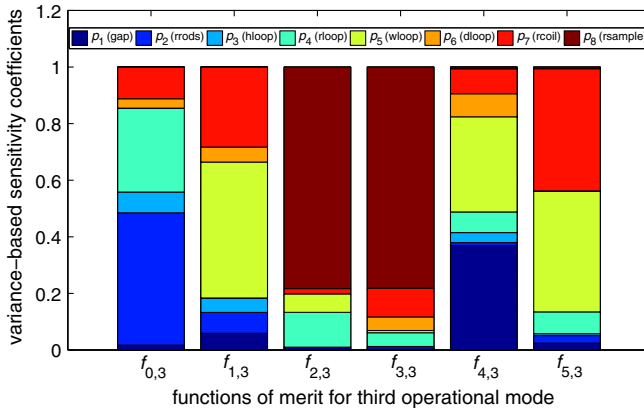 1.2
p1 (gap) p2 (rrods) p3 (hloop) p4 (rloop) p5 (wloop) p6 (dloop) p7 (rcoil) p8 (rsample)
1
0.8
0.6
0.4
0.2
0
variance−based sensitivity coefficients
f0,3 f1,3 f2,3 f3,3 f4,3 f5,3
functions of merit for third operational mode